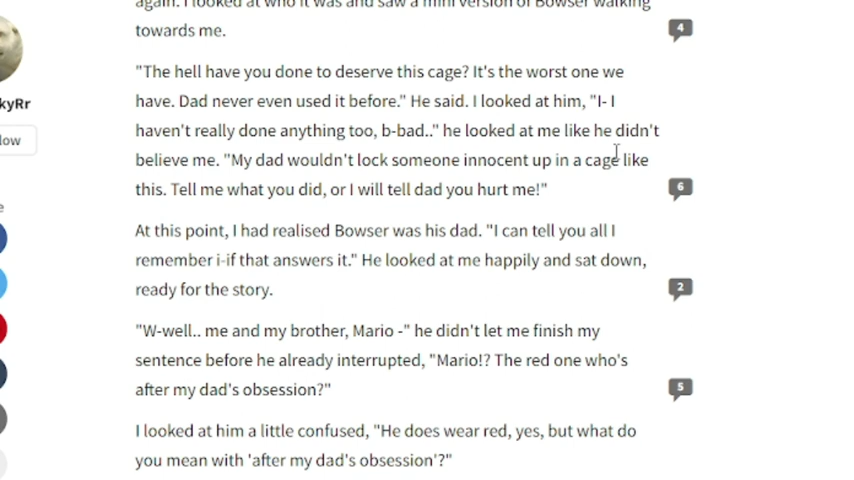 again. I looked at who it was and saw a mini version of Bowser walking
towards me.
4
"The hell have you done to deserve this cage? It's the worst one we
have. Dad never even used it before." He said. I looked at him, "I- I
haven't really done anything too, b-bad.." he looked at me like he didn't
believe me. "My dad wouldn't lock someone innocent up in a cage like
this. Tell me what you did, or I will tell dad you hurt me!"
6
At this point, I had realised Bowser was his dad. "I can tell you all I
remember i-if that answers it." He looked at me happily and sat down,
ready for the story.
2
"W-well.. me and my brother, Mario -" he didn't let me finish my
sentence before he already interrupted, "Mario!? The red one who's
after my dad's obsession?"
5
I looked at him a little confused, "He does wear red, yes, but what do
you mean with 'after my dad's obsession'?"
kyRr
low
e